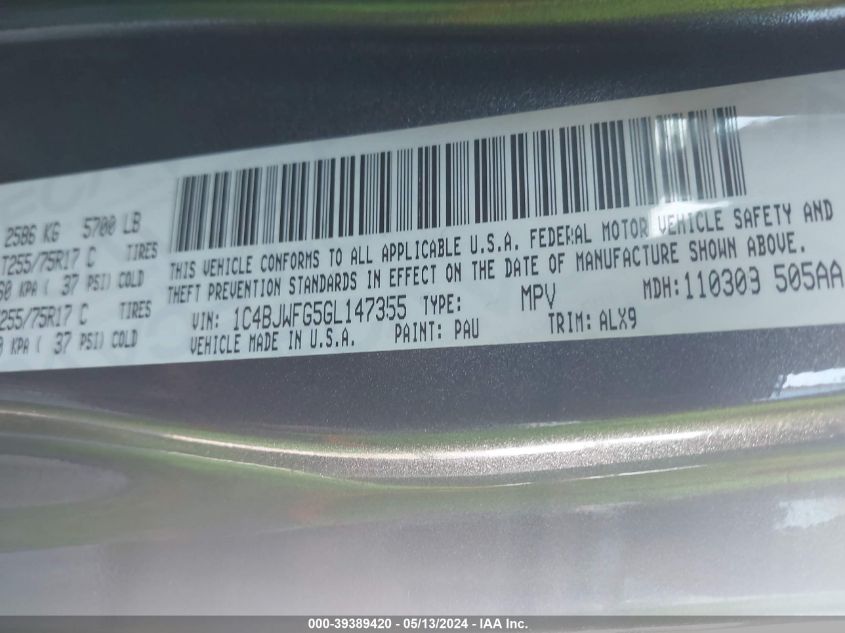 2586 KG 5700 LB
T255/75R17 C TIRES
60 KPA ( 37 PSI) COLD
255/75R17 C TIRES
0 KPA ( 37 PSI) COLD
THIS VEHICLE CONFORMS TO ALL APPLICABLE U.S.A. FEDERAL MOTOR VEHICLE SAFETY AND
THEFT PREVENTION STANDARDS IN EFFECT ON THE DATE OF MANUFACTURE SHOWN ABOVE.
VIN: 1C4BJWFG5GL147355 TYPE: MPV MDH:110303 505AA
VEHICLE MADE IN U.S.A. PAINT: PAU TRIM: ALX9
000-39389420 - 05/13/2024 - IAA Inc.